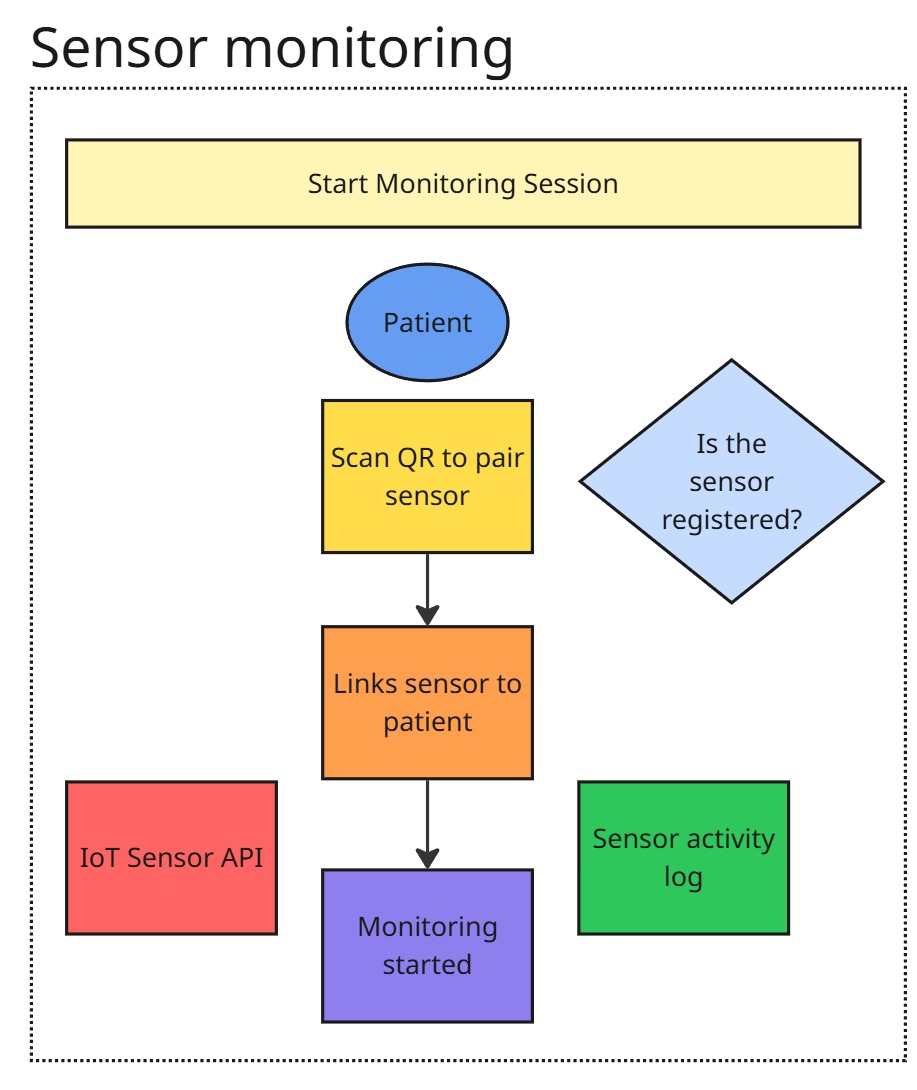 Sensor monitoring
Start Monitoring Session
Patient
Scan QR to pair
sensor
Is the
sensor
registered?
Links sensor to
patient
IoT Sensor API
Sensor activity
log
Monitoring
started